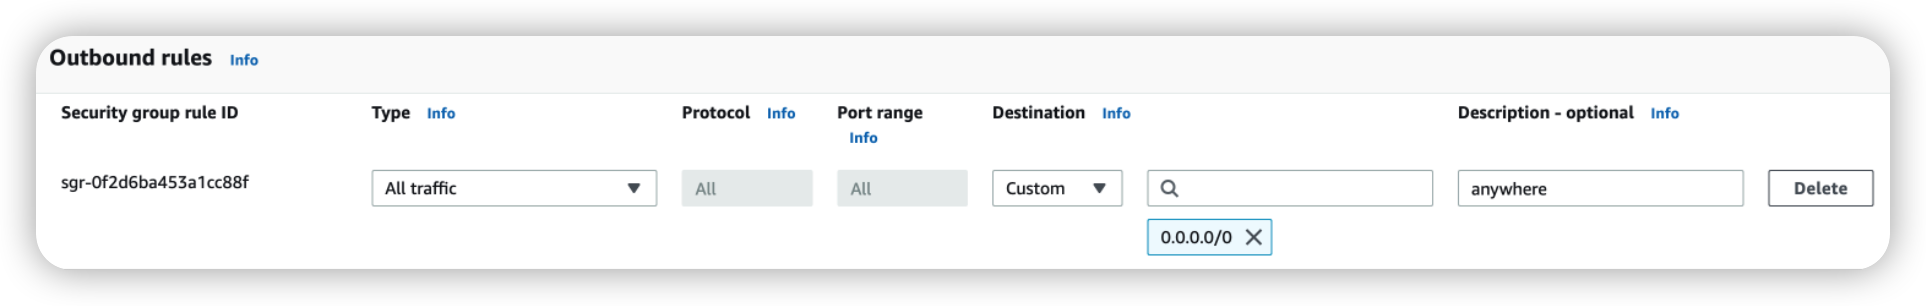 Outbound rules Info
Security group rule ID Type Info Protocol Info Port range Info Destination Info Description - optional Info
sgr-0f2d6ba453a1cc88f All traffic All All Custom anywhere Delete
0.0.0.0/0